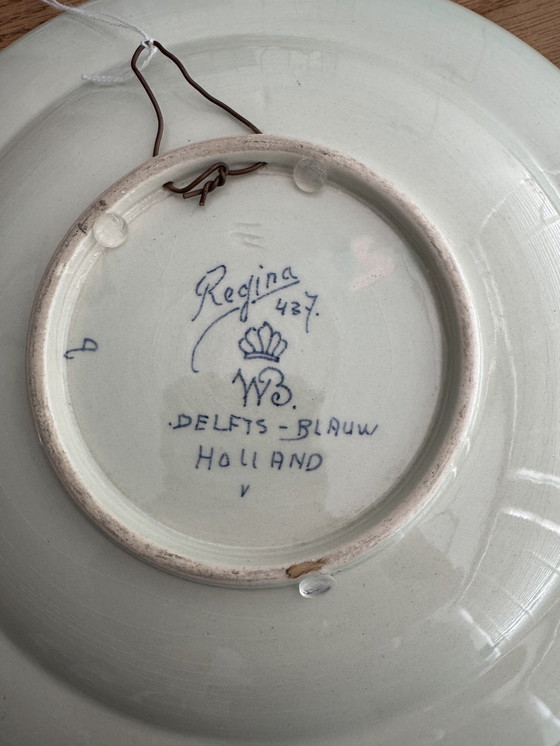 Regina
437.
WB.
.DELFTS-BLAUW
HOLLAND
v